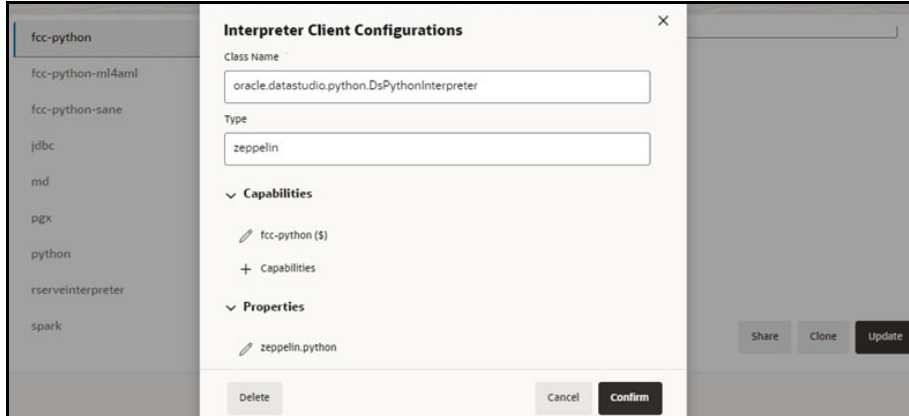 fcc-python
fcc-python-ml4aml
fcc-python-sane
jdbc
md
pgx
python
rserveinterpreter
spark
Interpreter Client Configurations
Class Name
oracle.datastudio.python.DsPythonInterpreter
Type
zeppelin
Capabilities
fcc-python ($)
+ Capabilities
Properties
zeppelin.python
Delete
Cancel
Confirm
Share
Clone
Update